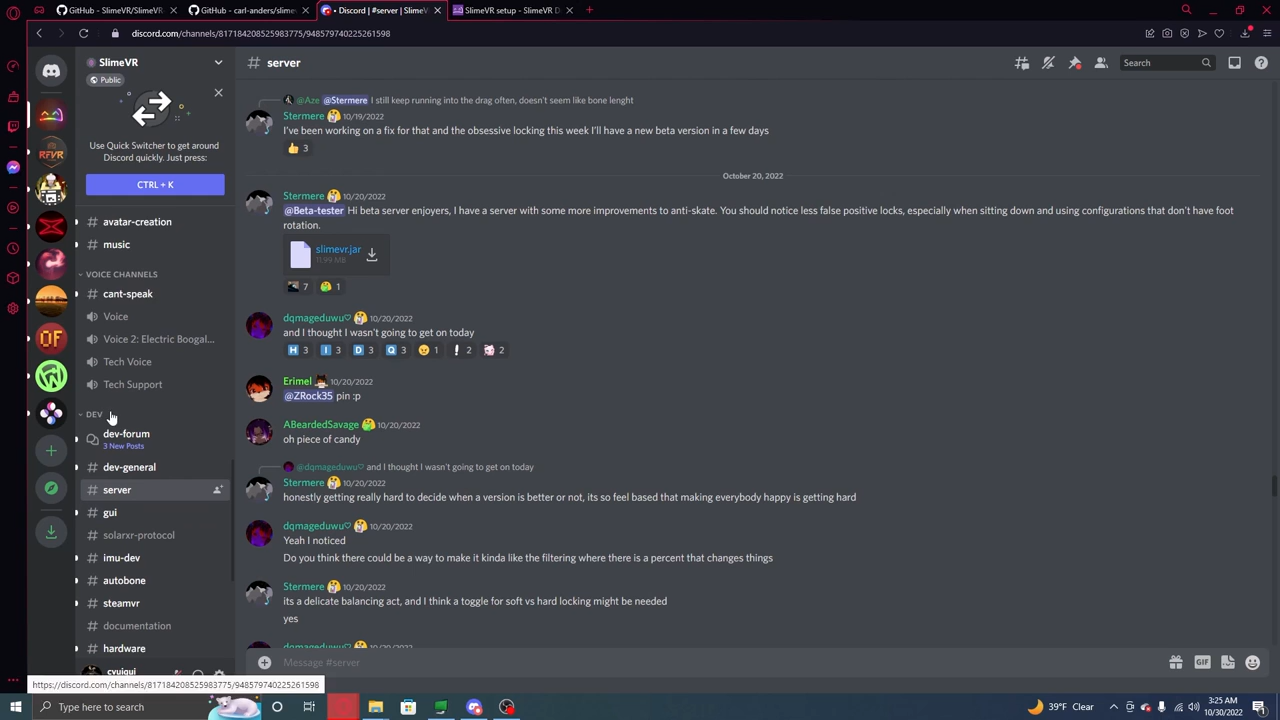 GitHub - SlimeVR/SlimeVR
GitHub - carl-anders/slime
• Discord | #server | SlimeV
SlimeVR setup - SlimeVR D
discord.com/channels/817184208525983775/948579740225261598
SlimeVR
Public
Use Quick Switcher to get around
Discord quickly. Just press:
CTRL + K
# avatar-creation
# music
VOICE CHANNELS
# cant-speak
Voice
Voice 2: Electric Boogal...
Tech Voice
Tech Support
DEV
dev-forum
3 New Posts
# dev-general
# server
# gui
# solarxr-protocol
# imu-dev
# autobone
# steamvr
# documentation
# hardware
https://discord.com/channels/817184208525983775/948579740225261598
# server
Search
@Aze @Stermere I still keep running into the drag often, doesn't seem like bone lenght
Stermere 10/19/2022
I've been working on a fix for that and the obsessive locking this week I'll have a new beta version in a few days
3
October 20, 2022
Stermere 10/20/2022
@Beta-tester Hi beta server enjoyers, I have a server with some more improvements to anti-skate. You should notice less false positive locks, especially when sitting down and using configurations that don't have foot
rotation.
slimevr.jar
11.99 MB
7 1
dqmageduwu♡ 10/20/2022
and I thought I wasn't going to get on today
H 3 I 3 D 3 Q 3 1 ! 2 2
Erimel 10/20/2022
@ZRock35 pin :p
ABeardedSavage 10/20/2022
oh piece of candy
@dqmageduwu♡ and I thought I wasn't going to get on today
Stermere 10/20/2022
honestly getting really hard to decide when a version is better or not, its so feel based that making everybody happy is getting hard
dqmageduwu♡ 10/20/2022
Yeah I noticed
Do you think there could be a way to make it kinda like the filtering where there is a percent that changes things
Stermere 10/20/2022
its a delicate balancing act, and I think a toggle for soft vs hard locking might be needed
yes
dqmageduwu♡ 10/20/2022
Message #server
GIF
Type here to search
39°F Clear
3:25 AM
10/30/2022